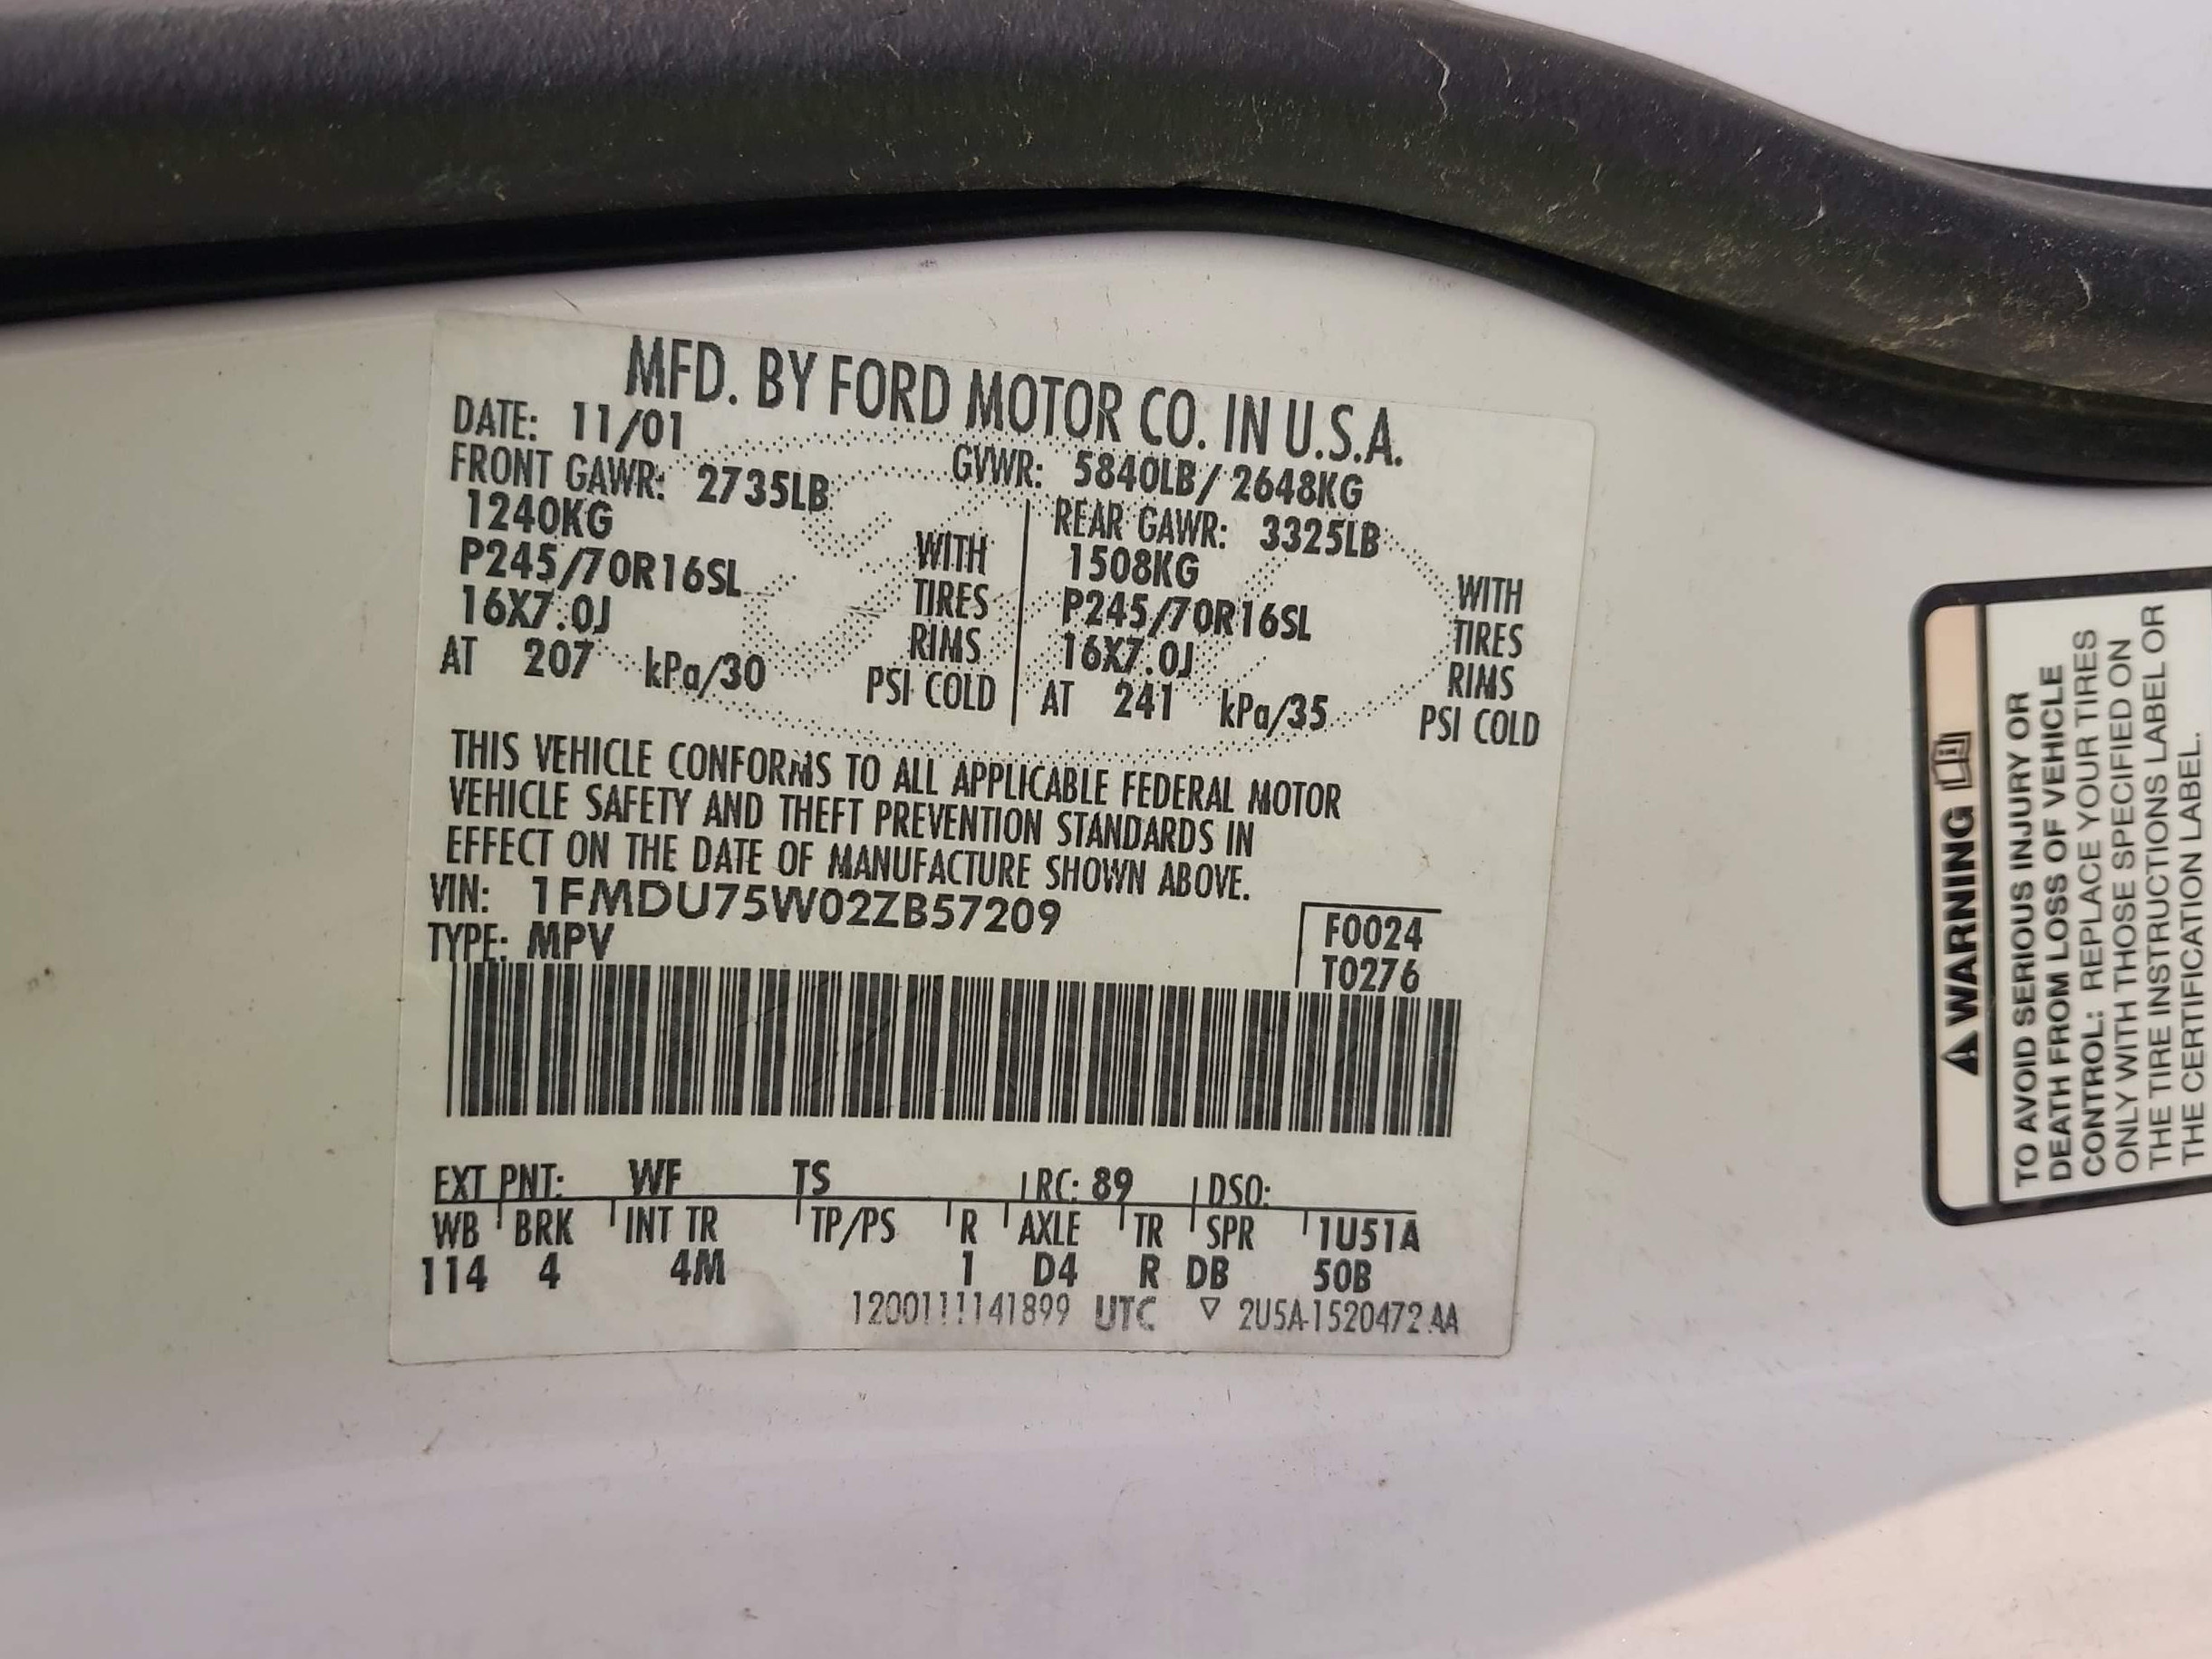 MFD. BY FORD MOTOR CO. IN U.S.A.
DATE: 11/01 GVWR: 5840LB/ 2648KG
FRONT GAWR: 2735LB REAR GAWR: 3325LB
1240KG WITH 1508KG WITH
P245/70R16SL TIRES P245/70R16SL TIRES
16X7.0J RIMS 16X7.0J RIMS
AT 207 kPa/30 PSI COLD AT 241 kPa/35 PSI COLD
THIS VEHICLE CONFORMS TO ALL APPLICABLE FEDERAL MOTOR
VEHICLE SAFETY AND THEFT PREVENTION STANDARDS IN
EFFECT ON THE DATE OF MANUFACTURE SHOWN ABOVE.
VIN: 1FMDU75W02ZB57209 F0024
TYPE: MPV T0276
EXT PNT: WF TS RC: 89 DSO:
WB BRK INT TR TP/PS R AXLE TR SPR 1U51A
114 4 4M 1 D4 R DB 50B
1200111141899 UTC ▽ 2U5A-1520472-AA
WARNING
TO AVOID SERIOUS INJURY OR
DEATH FROM LOSS OF VEHICLE
CONTROL: REPLACE YOUR TIRES
ONLY WITH THOSE SPECIFIED ON
THE TIRE INSTRUCTIONS LABEL OR
THE CERTIFICATION LABEL.